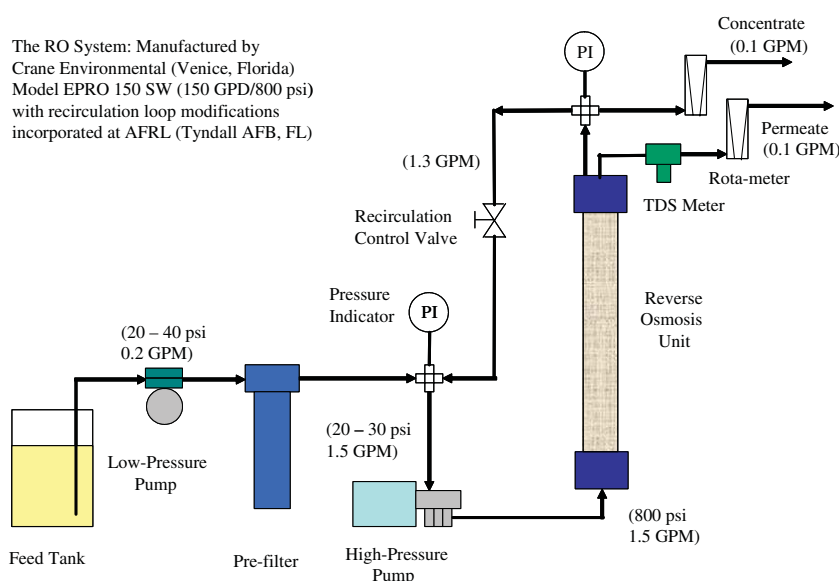 The RO System: Manufactured by
Crane Environmental (Venice, Florida)
Model EPRO 150 SW (150 GPD/800 psi)
with recirculation loop modifications
incorporated at AFRL (Tyndall AFB, FL)
PI
Concentrate
(0.1 GPM)
Permeate
(0.1 GPM)
Rota-meter
TDS Meter
(1.3 GPM)
Recirculation
Control Valve
Pressure
Indicator
PI
Reverse
Osmosis
Unit
(20 – 40 psi
0.2 GPM)
(20 – 30 psi
1.5 GPM)
Low-Pressure
Pump
(800 psi
1.5 GPM)
Feed Tank
Pre-filter
High-Pressure
Pump